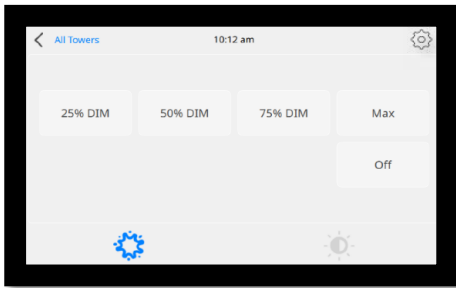 All Towers
10:12 am
25% DIM
50% DIM
75% DIM
Max
Off